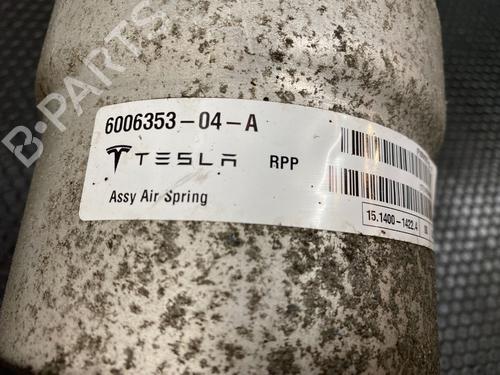 B-PARTS
6006353-04-A
TESLA RPP
Assy Air Spring
15.1400-1422.4